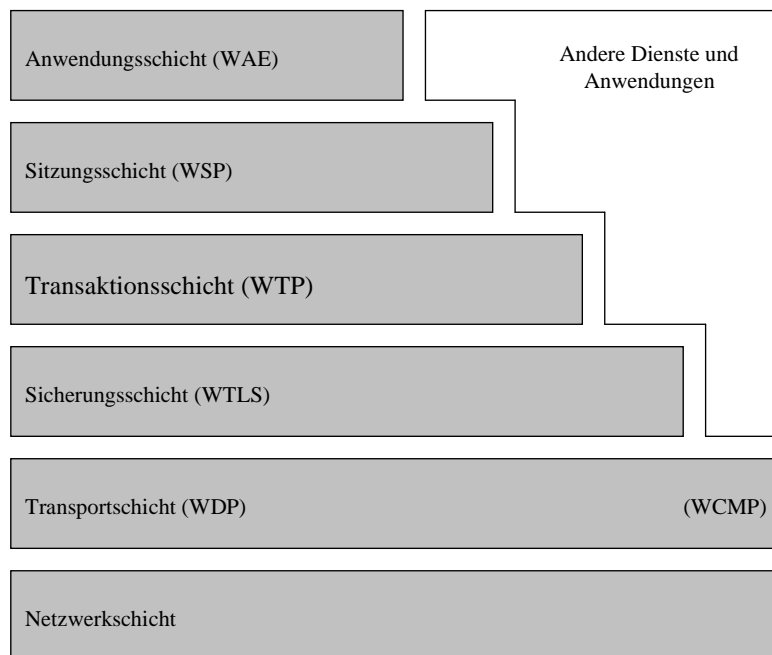 Anwendungsschicht (WAE)
Andere Dienste und
Anwendungen
Sitzungsschicht (WSP)
Transaktionsschicht (WTP)
Sicherungsschicht (WTLS)
Transportschicht (WDP) (WCMP)
Netzwerkschicht